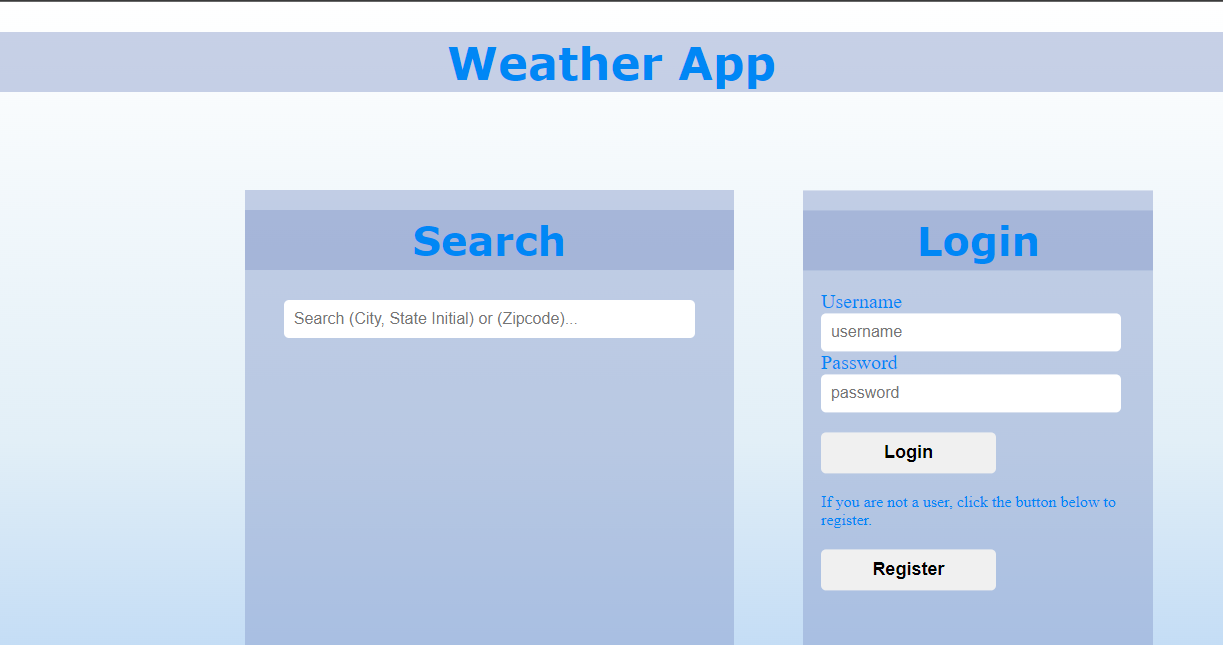 Weather App
Search
Search (City, State Initial) or (Zipcode)...
Login
Username
username
Password
password
Login
If you are not a user, click the button below to
register.
Register